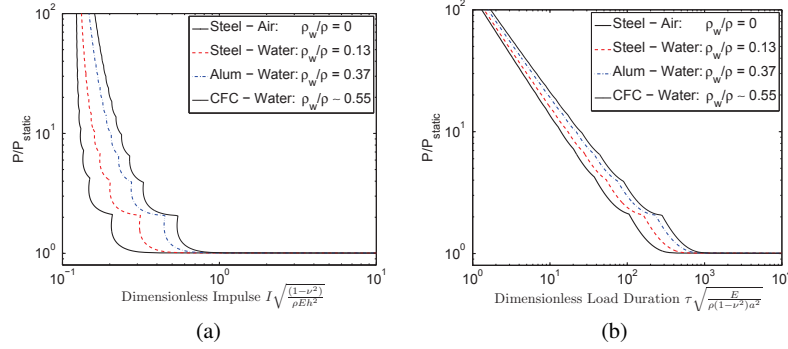 10^2
10^1
10^0
P/P_static
Steel − Air: ρ_w/ρ = 0
Steel − Water: ρ_w/ρ = 0.13
Alum − Water: ρ_w/ρ = 0.37
CFC − Water: ρ_w/ρ ~ 0.55
10^-1 10^0 10^1
Dimensionless Impulse I√((1−ν²)/(ρEh²))
(a)
10^2
10^1
10^0
P/P_static
Steel − Air: ρ_w/ρ = 0
Steel − Water: ρ_w/ρ = 0.13
Alum − Water: ρ_w/ρ = 0.37
CFC − Water: ρ_w/ρ ~ 0.55
10^0 10^1 10^2 10^3 10^4
Dimensionless Load Duration τ√(E/(ρ(1−ν²)a²))
(b)